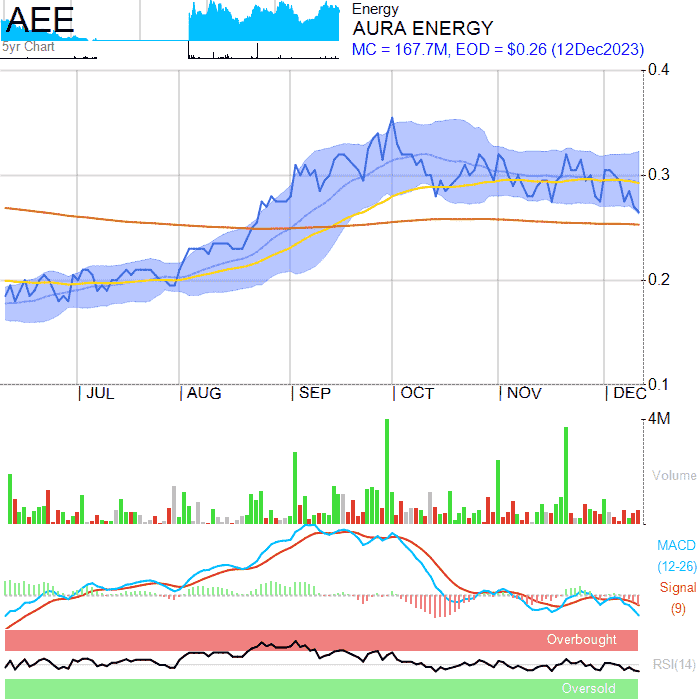 AEE
5yr Chart
Energy
AURA ENERGY
MC = 167.7M, EOD = $0.26 (12Dec2023)
0.4
0.3
0.2
0.1
| JUL | AUG | SEP | OCT | NOV | DEC
4M
Volume
MACD
(12-26)
Signal
(9)
Overbought
RSI(14)
Oversold